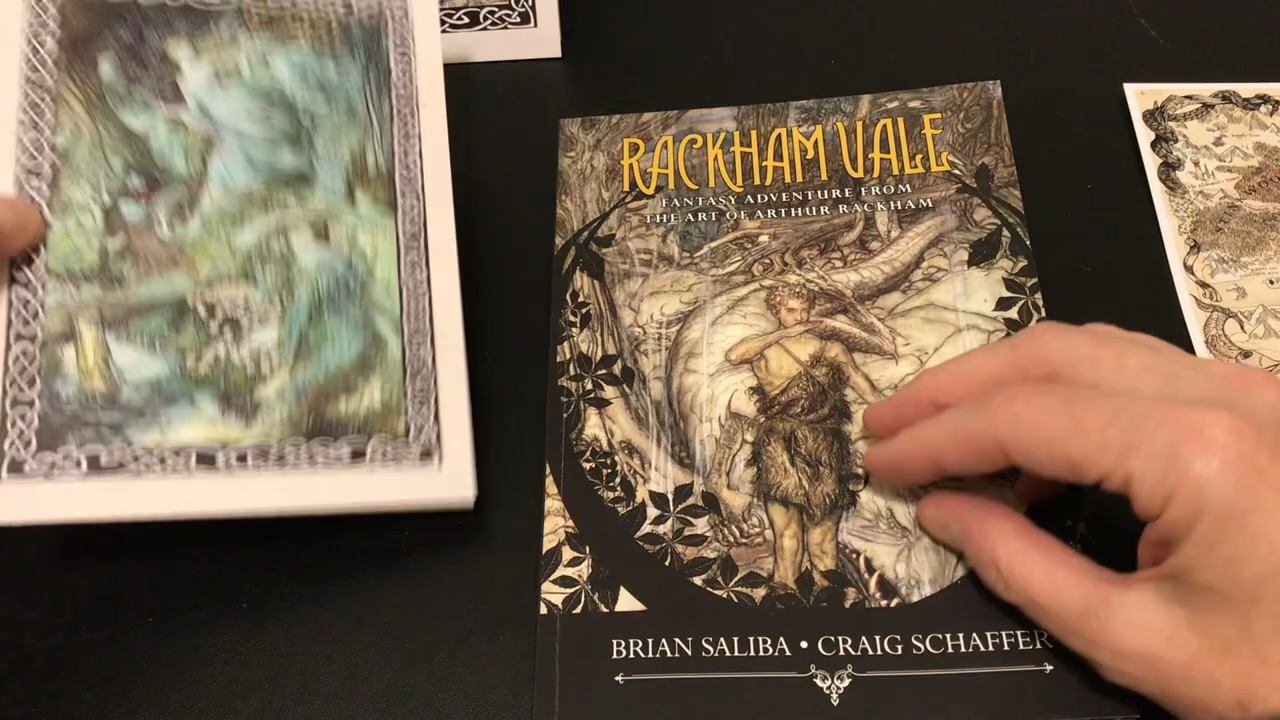 RACKHAM VALE
FANTASY ADVENTURE FROM
THE ART OF ARTHUR RACKHAM
BRIAN SALIBA • CRAIG SCHAFFER